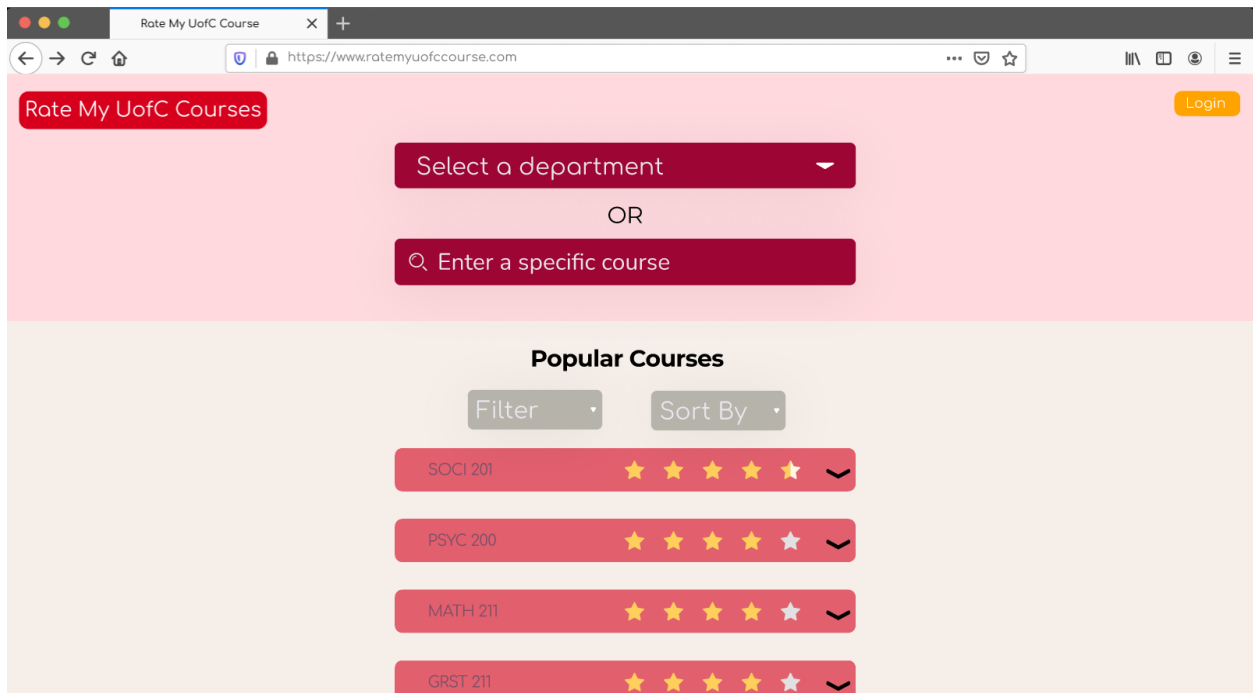 Rate My UofC Course
https://www.ratemyuofccourse.com
Rate My UofC Courses
Login
Select a department
OR
Enter a specific course
Popular Courses
Filter
Sort By
SOCI 201
PSYC 200
MATH 211
GRST 211